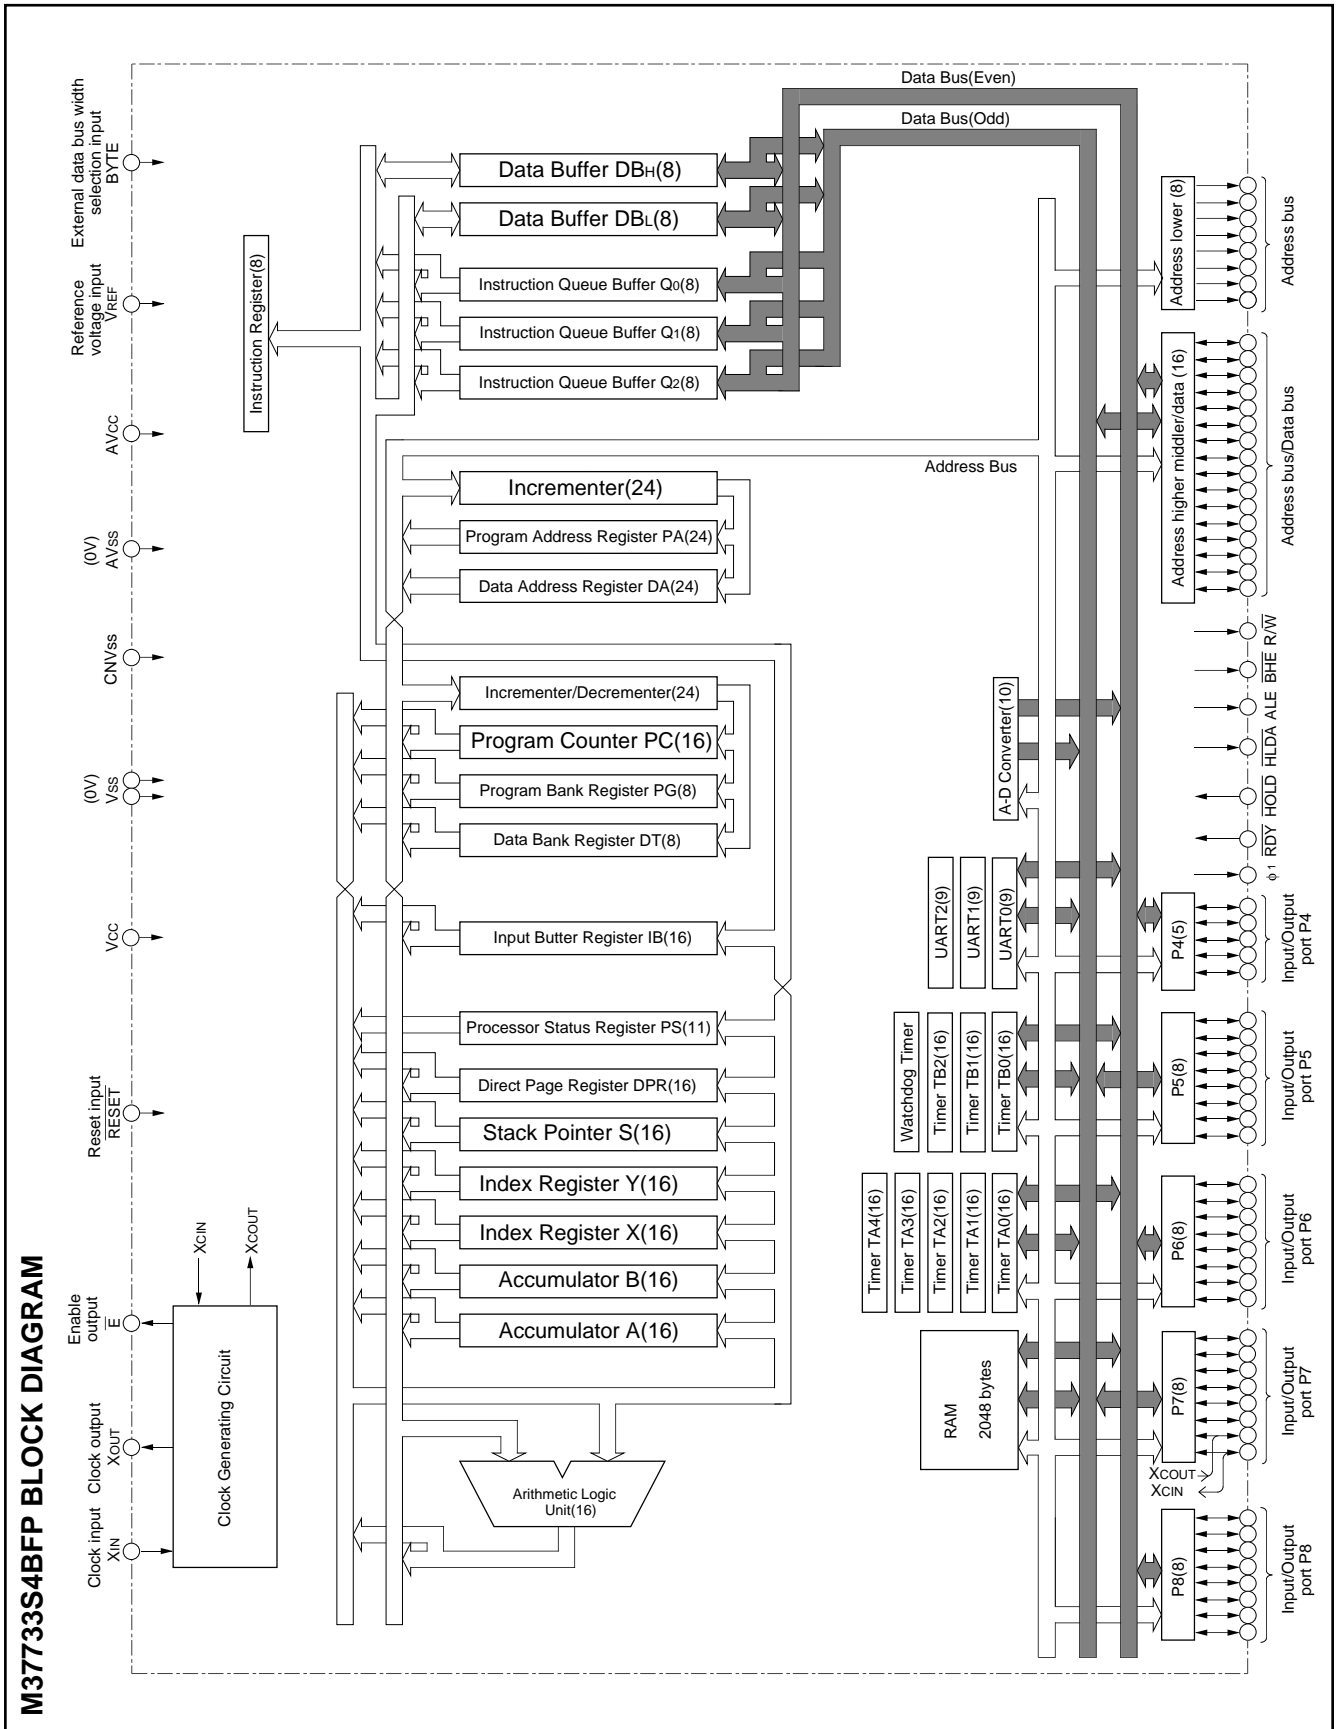 M37733S4BFP BLOCK DIAGRAM
External data bus width
selection input
BYTE
Reference
voltage input
VREF
AVCC
(0V)
AVSS
CNVSS
(0V)
VSS
VCC
Reset input
RESET
Enable
output
E
Clock output
XOUT
Clock input
XIN
XCIN
XCOUT
Clock Generating Circuit
Instruction Register(8)
Data Bus(Even)
Data Bus(Odd)
Data Buffer DBH(8)
Data Buffer DBL(8)
Instruction Queue Buffer Q0(8)
Instruction Queue Buffer Q1(8)
Instruction Queue Buffer Q2(8)
Address Bus
Incrementer(24)
Program Address Register PA(24)
Data Address Register DA(24)
Incrementer/Decrementer(24)
Program Counter PC(16)
Program Bank Register PG(8)
Data Bank Register DT(8)
Input Butter Register IB(16)
Processor Status Register PS(11)
Direct Page Register DPR(16)
Stack Pointer S(16)
Index Register Y(16)
Index Register X(16)
Accumulator B(16)
Accumulator A(16)
Arithmetic Logic
Unit(16)
A-D Converter(10)
UART2(9)
UART1(9)
UART0(9)
Watchdog Timer
Timer TB2(16)
Timer TB1(16)
Timer TB0(16)
Timer TA4(16)
Timer TA3(16)
Timer TA2(16)
Timer TA1(16)
Timer TA0(16)
RAM
2048 bytes
Address lower (8)
Address bus
Address higher middler/data (16)
Address bus/Data bus
R/W
BHE
ALE
HLDA
HOLD
RDY
ϕ1
P4(5)
Input/Output
port P4
P5(8)
Input/Output
port P5
P6(8)
Input/Output
port P6
P7(8)
Input/Output
port P7
XCOUT
XCIN
P8(8)
Input/Output
port P8